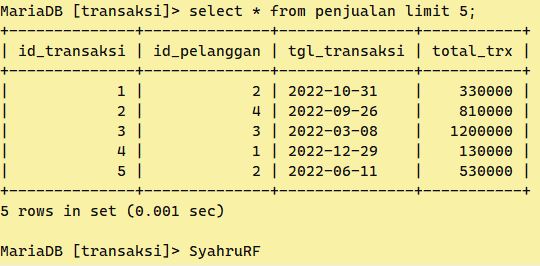 MariaDB [transaksi]> select * from penjualan limit 5;
+--------------+--------------+---------------+-----------+
| id_transaksi | id_pelanggan | tgl_transaksi | total_trx |
+--------------+--------------+---------------+-----------+
|            1 |            2 | 2022-10-31    |    330000 |
|            2 |            4 | 2022-09-26    |    810000 |
|            3 |            3 | 2022-03-08    |   1200000 |
|            4 |            1 | 2022-12-29    |    130000 |
|            5 |            2 | 2022-06-11    |    530000 |
+--------------+--------------+---------------+-----------+
5 rows in set (0.001 sec)
MariaDB [transaksi]> SyahruRF